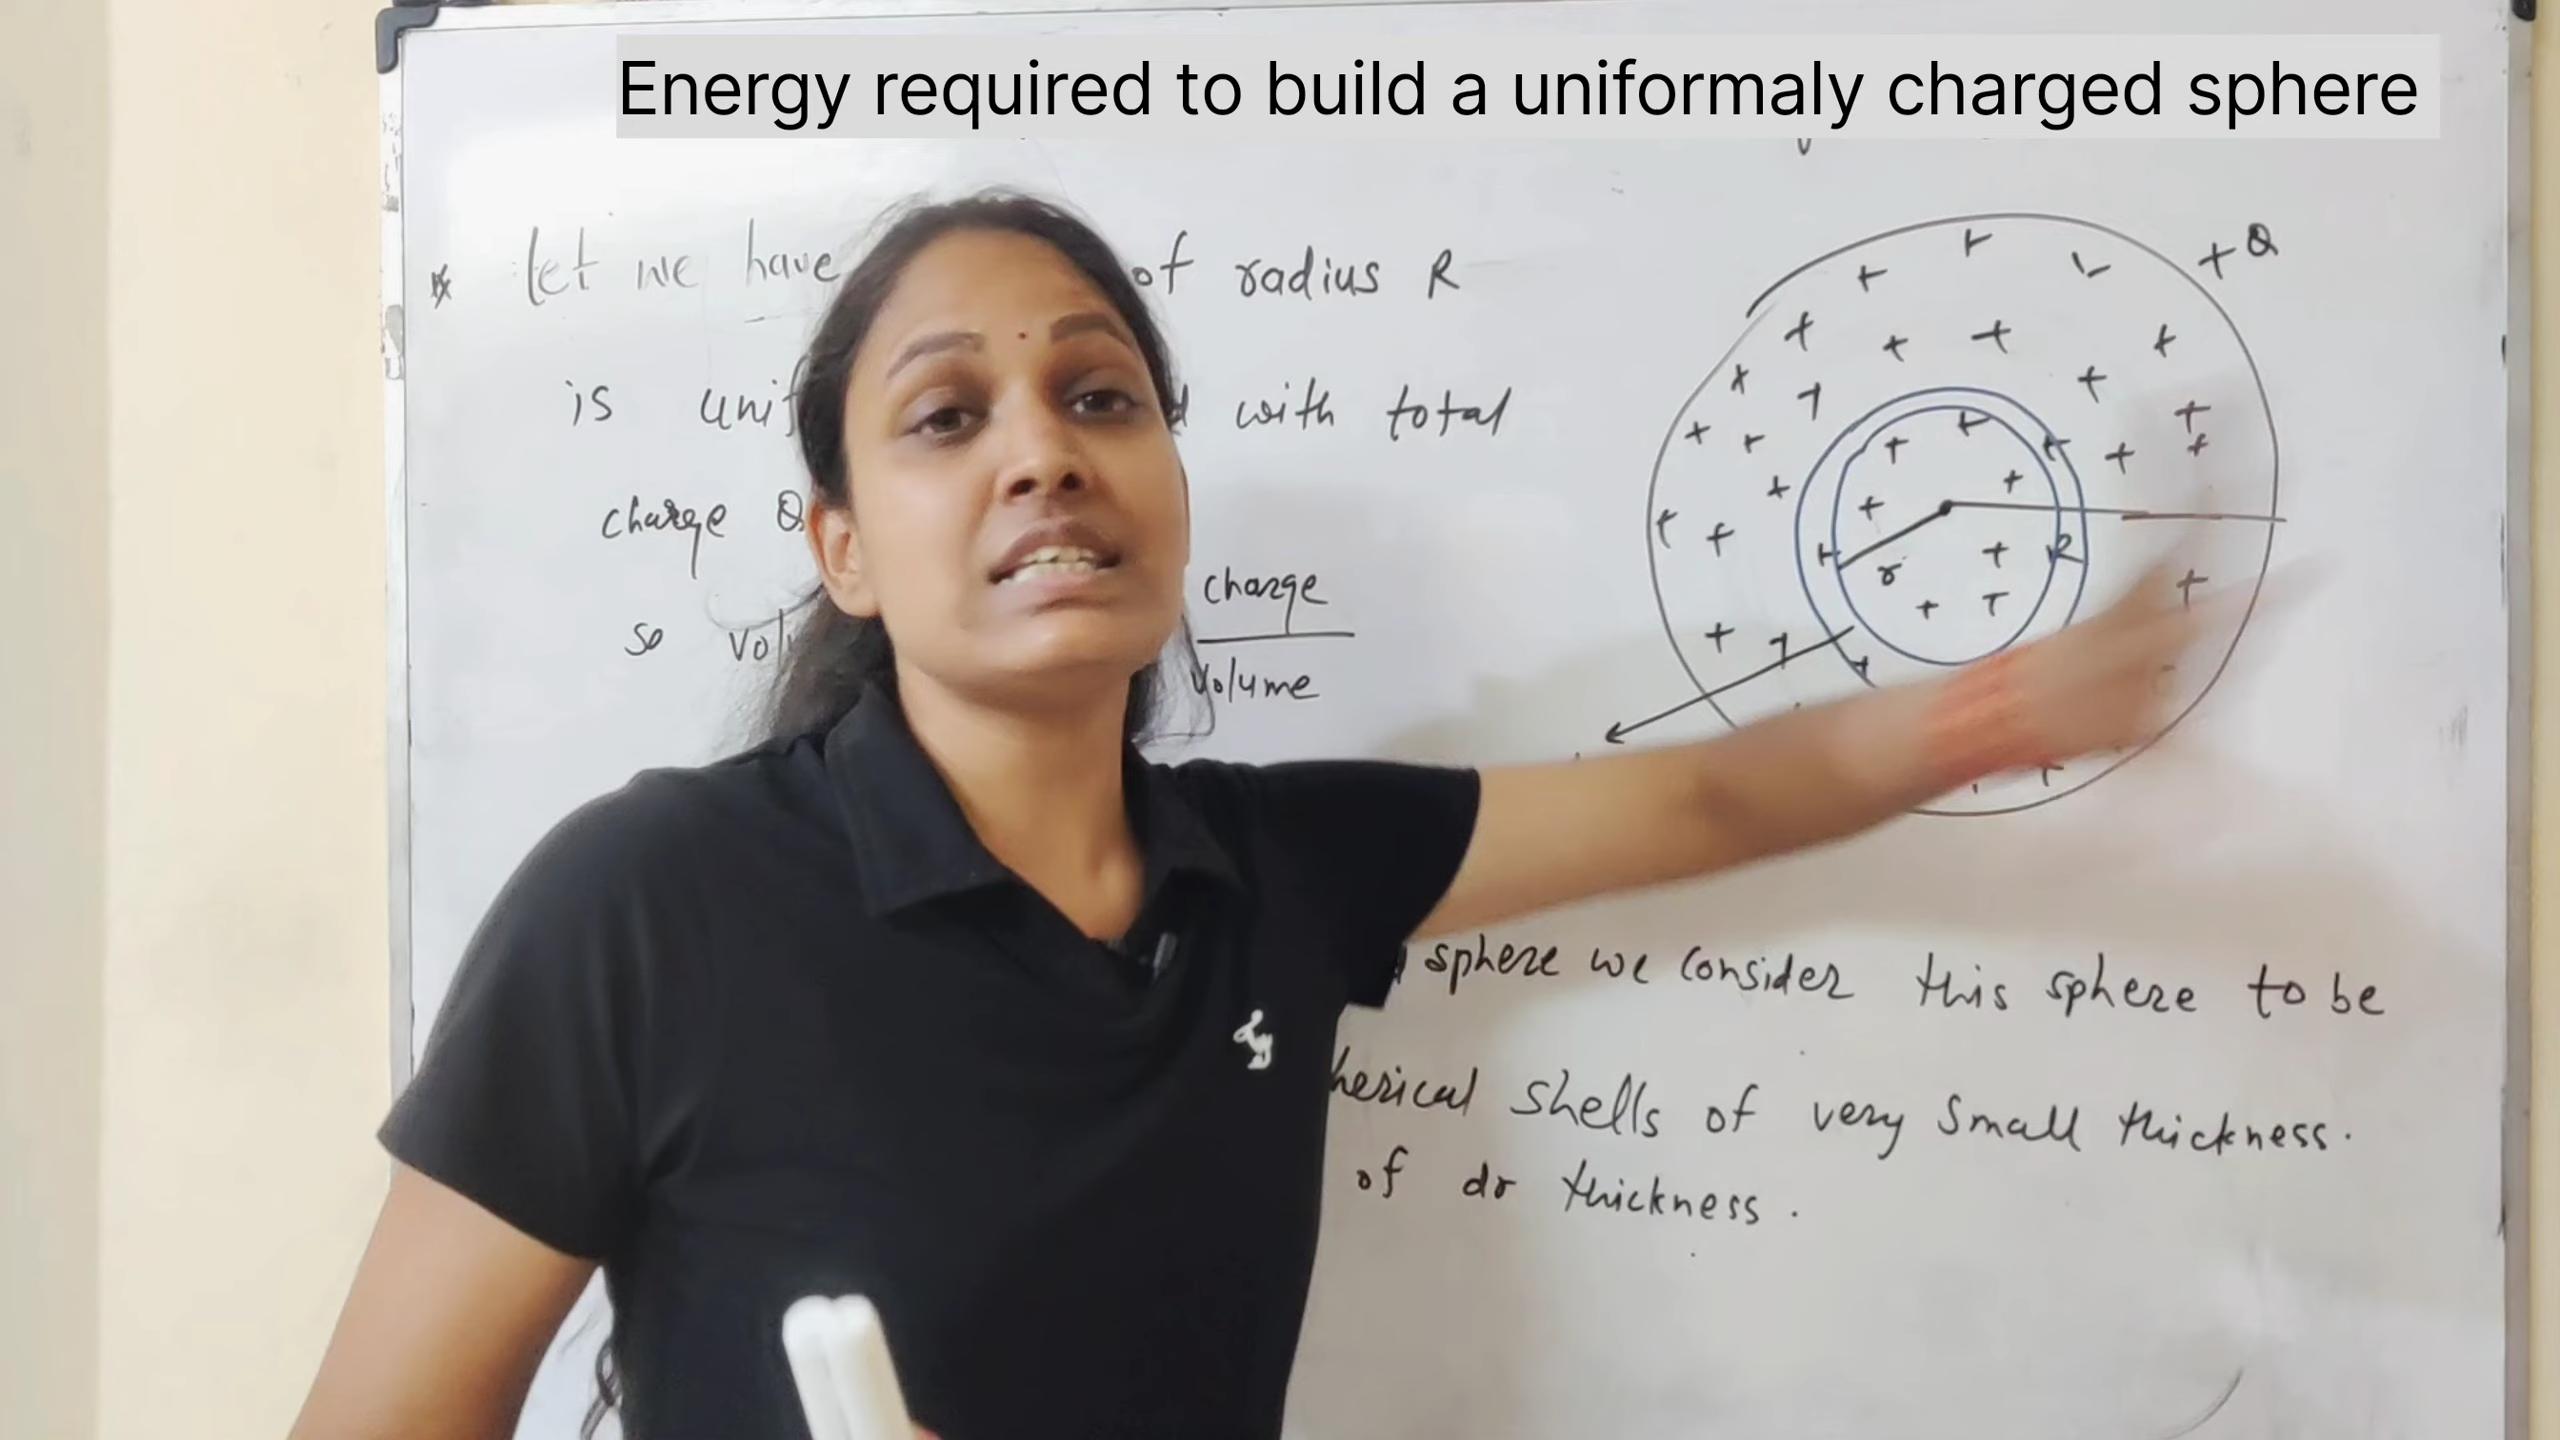 Energy required to build a uniformaly charged sphere
Let we have of radius R
is with total
charge Q
so charge
volume
+ Q
r
R
sphere we consider this sphere to be
shells of very small thickness.
of dr thickness.